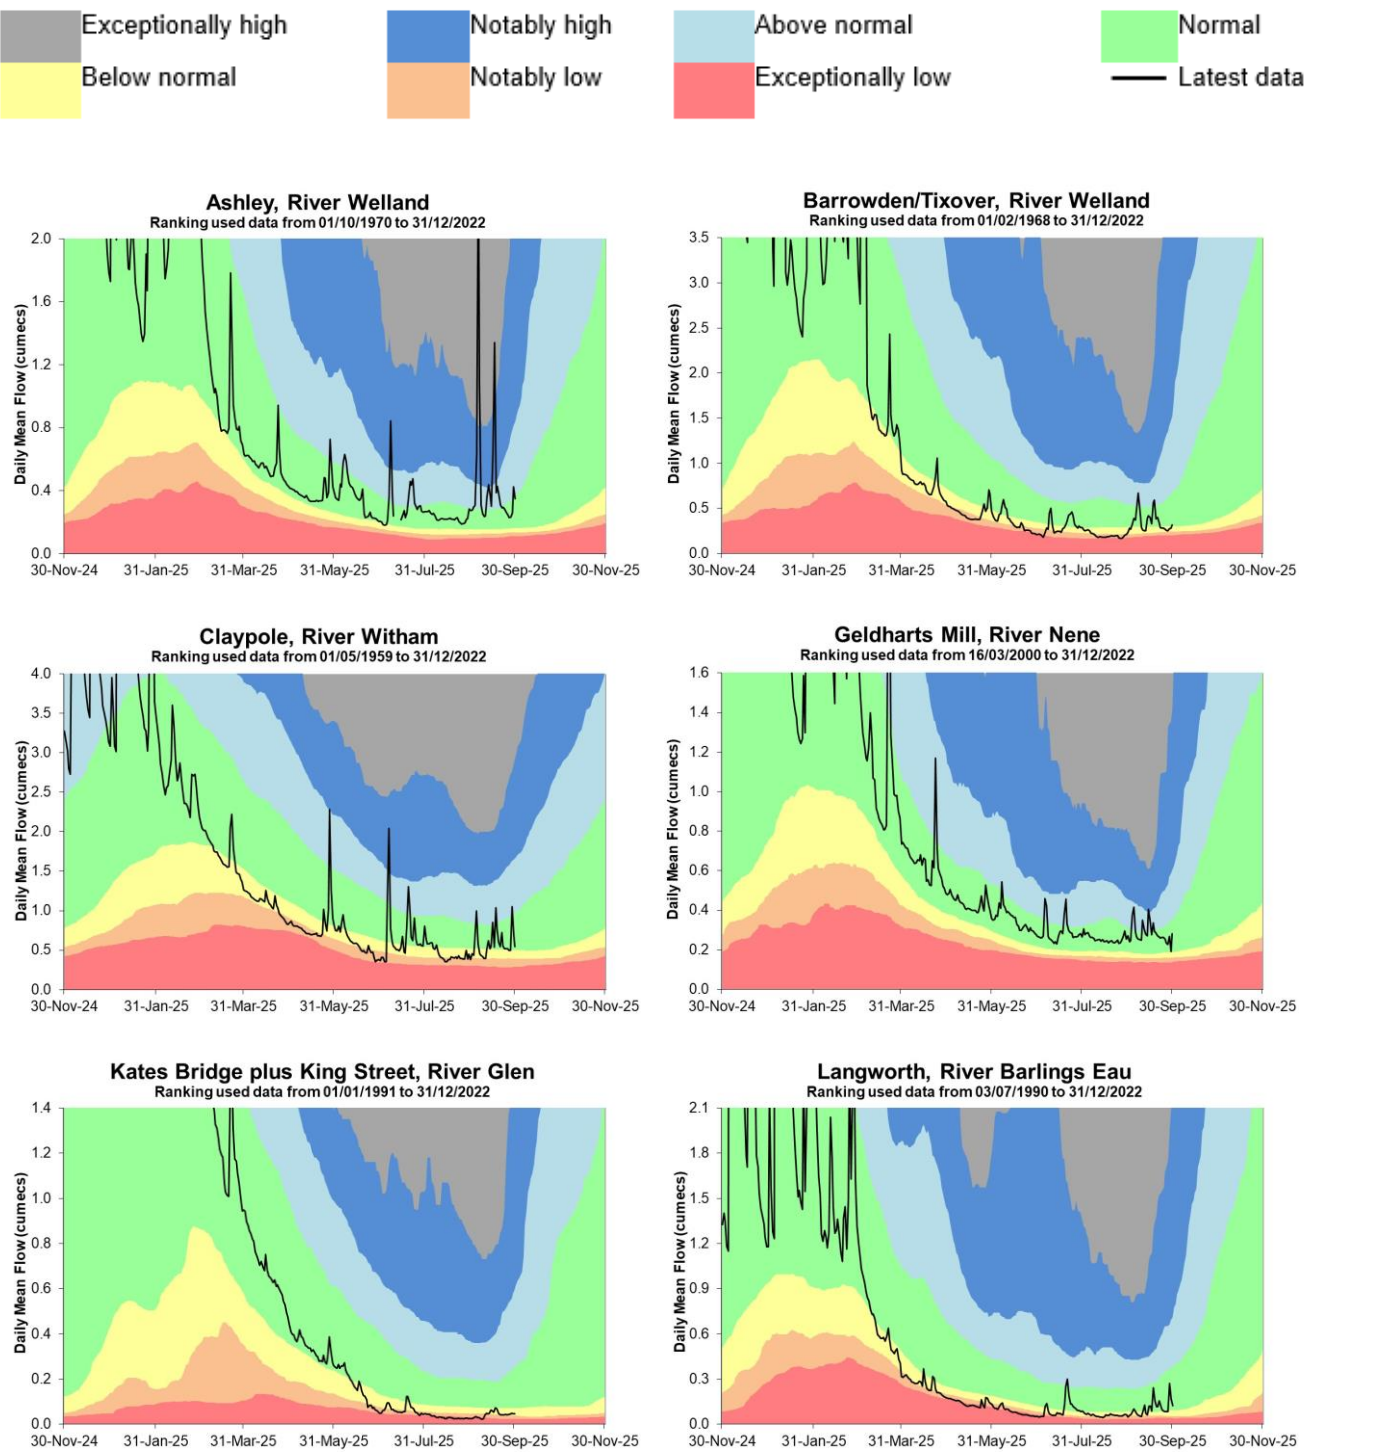 Exceptionally high Notably high Above normal Normal
Below normal Notably low Exceptionally low Latest data
Ashley, River Welland
Ranking used data from 01/10/1970 to 31/12/2022
Daily Mean Flow (cumecs)
2.0
1.6
1.2
0.8
0.4
0.0
30-Nov-24 31-Jan-25 31-Mar-25 31-May-25 31-Jul-25 30-Sep-25 30-Nov-25
Barrowden/Tixover, River Welland
Ranking used data from 01/02/1968 to 31/12/2022
Daily Mean Flow (cumecs)
3.5
3.0
2.5
2.0
1.5
1.0
0.5
0.0
30-Nov-24 31-Jan-25 31-Mar-25 31-May-25 31-Jul-25 30-Sep-25 30-Nov-25
Claypole, River Witham
Ranking used data from 01/05/1959 to 31/12/2022
Daily Mean Flow (cumecs)
4.0
3.5
3.0
2.5
2.0
1.5
1.0
0.5
0.0
30-Nov-24 31-Jan-25 31-Mar-25 31-May-25 31-Jul-25 30-Sep-25 30-Nov-25
Geldharts Mill, River Nene
Ranking used data from 16/03/2000 to 31/12/2022
Daily Mean Flow (cumecs)
1.6
1.4
1.2
1.0
0.8
0.6
0.4
0.2
0.0
30-Nov-24 31-Jan-25 31-Mar-25 31-May-25 31-Jul-25 30-Sep-25 30-Nov-25
Kates Bridge plus King Street, River Glen
Ranking used data from 01/01/1991 to 31/12/2022
Daily Mean Flow (cumecs)
1.4
1.2
1.0
0.8
0.6
0.4
0.2
0.0
30-Nov-24 31-Jan-25 31-Mar-25 31-May-25 31-Jul-25 30-Sep-25 30-Nov-25
Langworth, River Barlings Eau
Ranking used data from 03/07/1990 to 31/12/2022
Daily Mean Flow (cumecs)
2.1
1.8
1.5
1.2
0.9
0.6
0.3
0.0
30-Nov-24 31-Jan-25 31-Mar-25 31-May-25 31-Jul-25 30-Sep-25 30-Nov-25